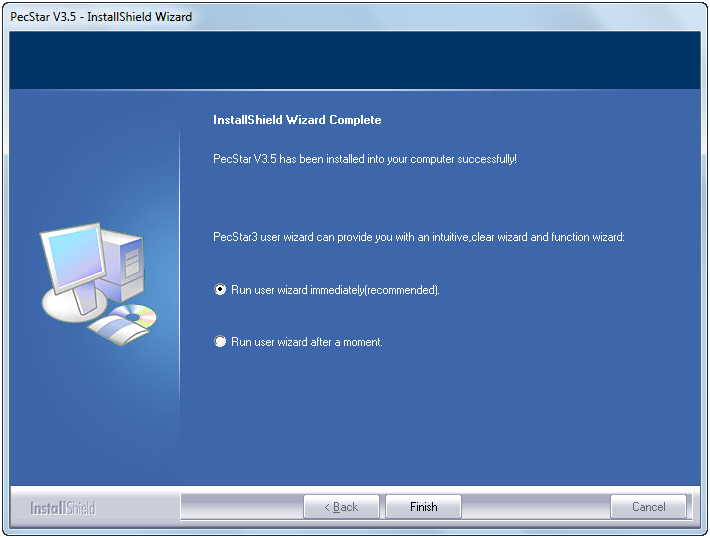 PecStar V3.5 - InstallShield Wizard
InstallShield Wizard Complete
PecStar V3.5 has been installed into your computer successfully!
PecStar3 user wizard can provide you with an intuitive,clear wizard and function wizard:
Run user wizard immediately(recommended).
Run user wizard after a moment.
InstallShield
< Back Finish Cancel